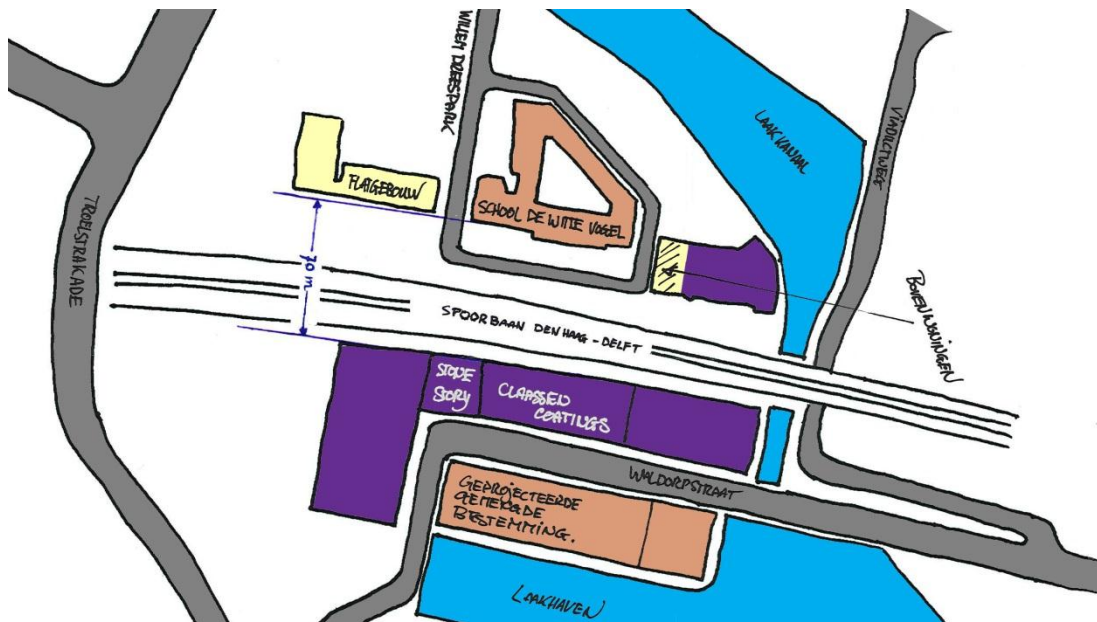 WILLEM DREESPARK
LAAKKANAAL
VIADUCTWEG
FLATGEBOUW
SCHOOL DE WITTE VOGEL
TROELSTRAKADE
70 m
A
BOVENWONINGEN
SPOORBAAN DEN HAAG - DELFT
STONE
STORY
CLAASSEN
COATINGS
WALDORPSTRAAT
GEPROJECTEERDE
GEMENGDE
BESTEMMING.
LAAKHAVEN